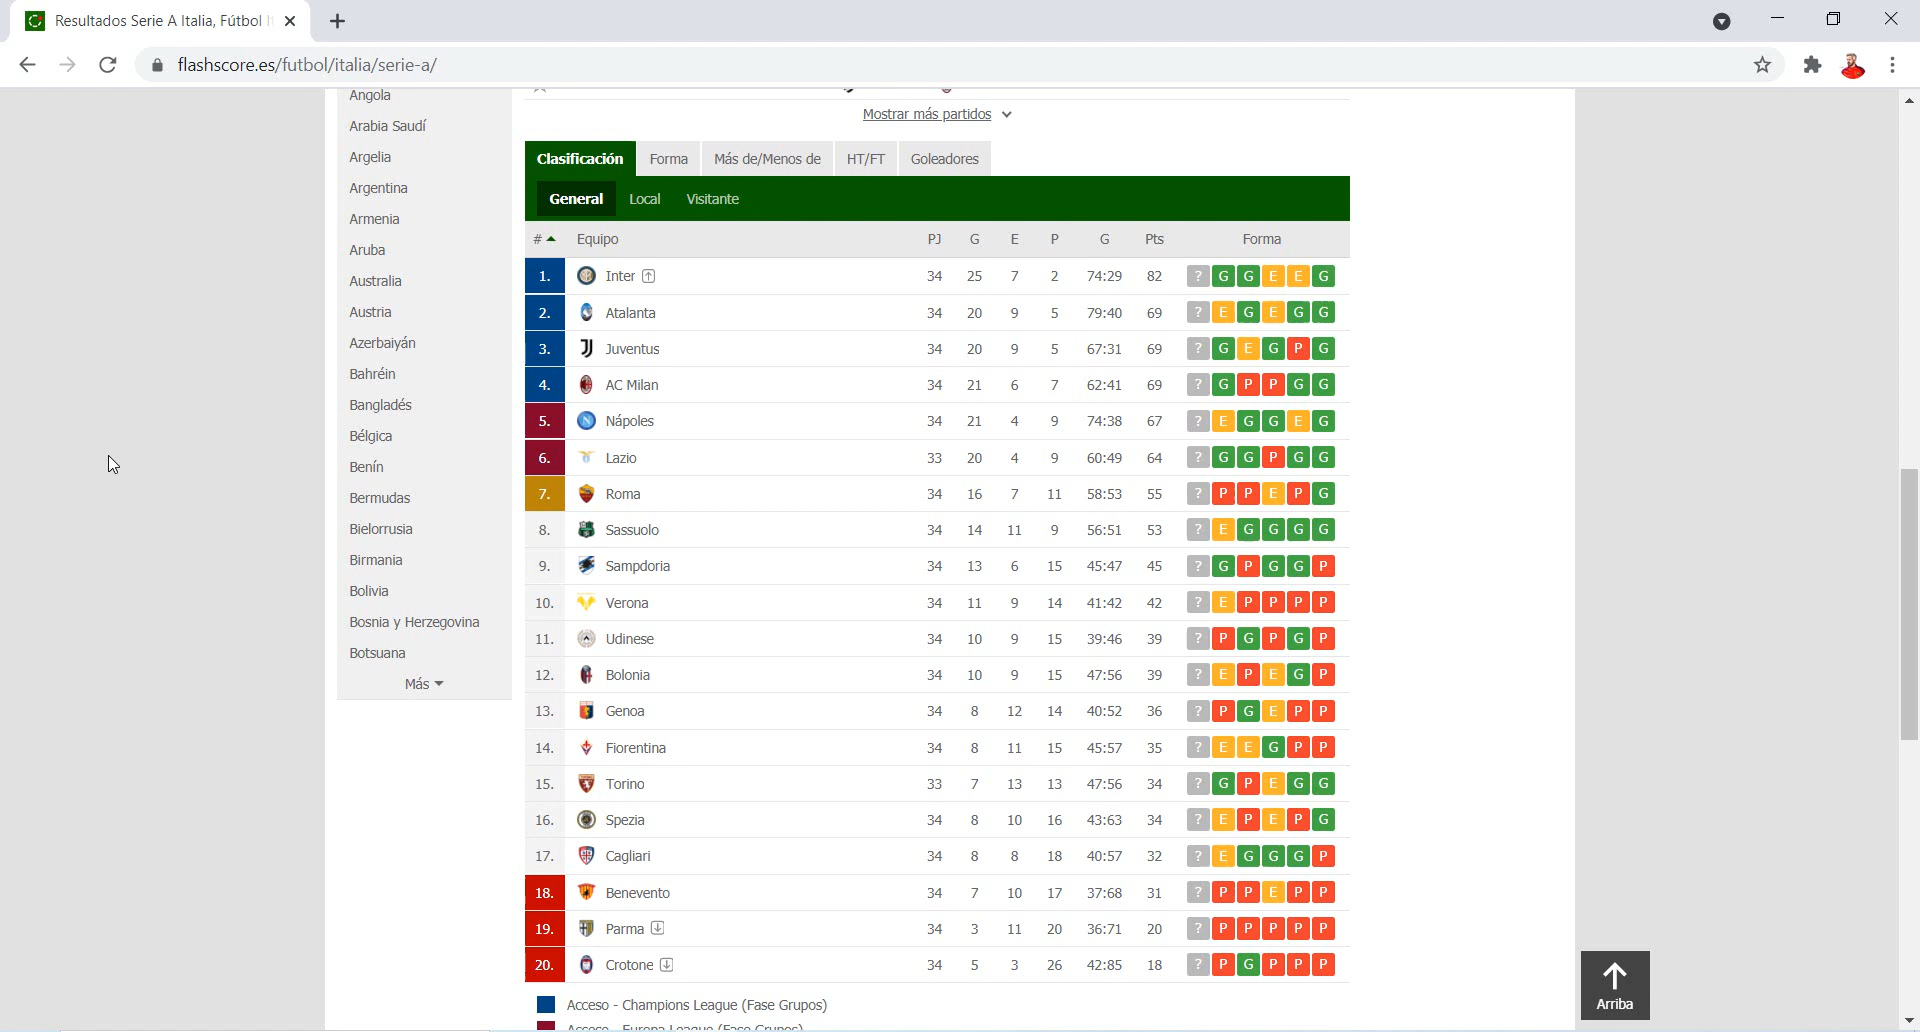 Resultados Serie A Italia, Fútbol I
flashscore.es/futbol/italia/serie-a/
Angola
Arabia Saudí
Argelia
Argentina
Armenia
Aruba
Australia
Austria
Azerbaiyán
Bahréin
Bangladés
Bélgica
Benín
Bermudas
Bielorrusia
Birmania
Bolivia
Bosnia y Herzegovina
Botsuana
Más
Mostrar más partidos
Clasificación Forma Más de/Menos de HT/FT Goleadores
General Local Visitante
# Equipo PJ G E P G Pts Forma
1. Inter 34 25 7 2 74:29 82 ? G G E E G
2. Atalanta 34 20 9 5 79:40 69 ? E G E G G
3. Juventus 34 20 9 5 67:31 69 ? G E G P G
4. AC Milan 34 21 6 7 62:41 69 ? G P P G G
5. Nápoles 34 21 4 9 74:38 67 ? E G G E G
6. Lazio 33 20 4 9 60:49 64 ? G G P G G
7. Roma 34 16 7 11 58:53 55 ? P P E P G
8. Sassuolo 34 14 11 9 56:51 53 ? E G G G G
9. Sampdoria 34 13 6 15 45:47 45 ? G P G G P
10. Verona 34 11 9 14 41:42 42 ? E P P P P
11. Udinese 34 10 9 15 39:46 39 ? P G P G P
12. Bolonia 34 10 9 15 47:56 39 ? E P E G P
13. Genoa 34 8 12 14 40:52 36 ? P G E P P
14. Fiorentina 34 8 11 15 45:57 35 ? E E G P P
15. Torino 33 7 13 13 47:56 34 ? G P E G G
16. Spezia 34 8 10 16 43:63 34 ? E P E P G
17. Cagliari 34 8 8 18 40:57 32 ? E G G G P
18. Benevento 34 7 10 17 37:68 31 ? P P E P P
19. Parma 34 3 11 20 36:71 20 ? P P P P P
20. Crotone 34 5 3 26 42:85 18 ? P G P P P
Acceso - Champions League (Fase Grupos)
Acceso - Europa League (Fase Grupos)
Arriba